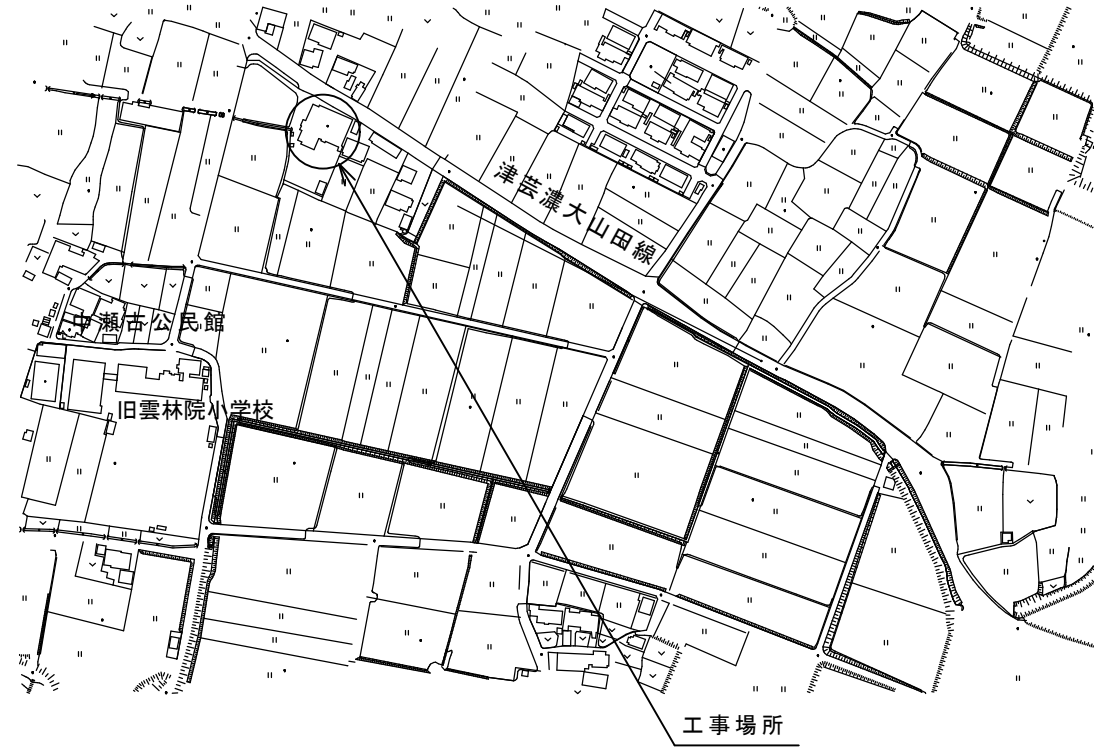 津芸濃大山田線
中瀬古公民館
旧雲林院小学校
工事場所